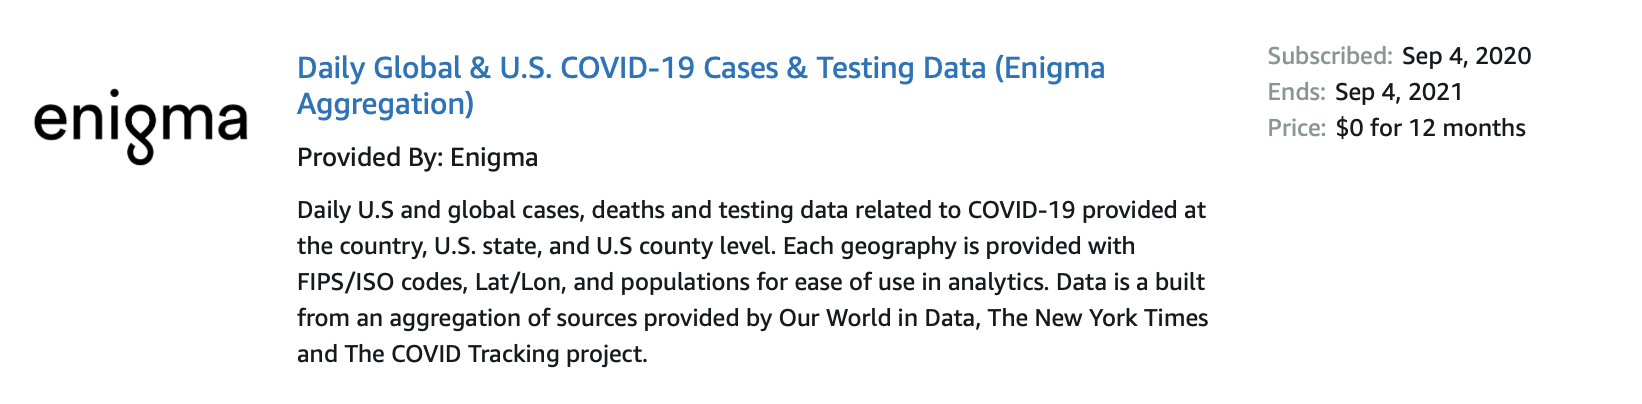 enigma
Daily Global & U.S. COVID-19 Cases & Testing Data (Enigma
Aggregation)
Provided By: Enigma
Daily U.S and global cases, deaths and testing data related to COVID-19 provided at
the country, U.S. state, and U.S county level. Each geography is provided with
FIPS/ISO codes, Lat/Lon, and populations for ease of use in analytics. Data is a built
from an aggregation of sources provided by Our World in Data, The New York Times
and The COVID Tracking project.
Subscribed: Sep 4, 2020
Ends: Sep 4, 2021
Price: $0 for 12 months